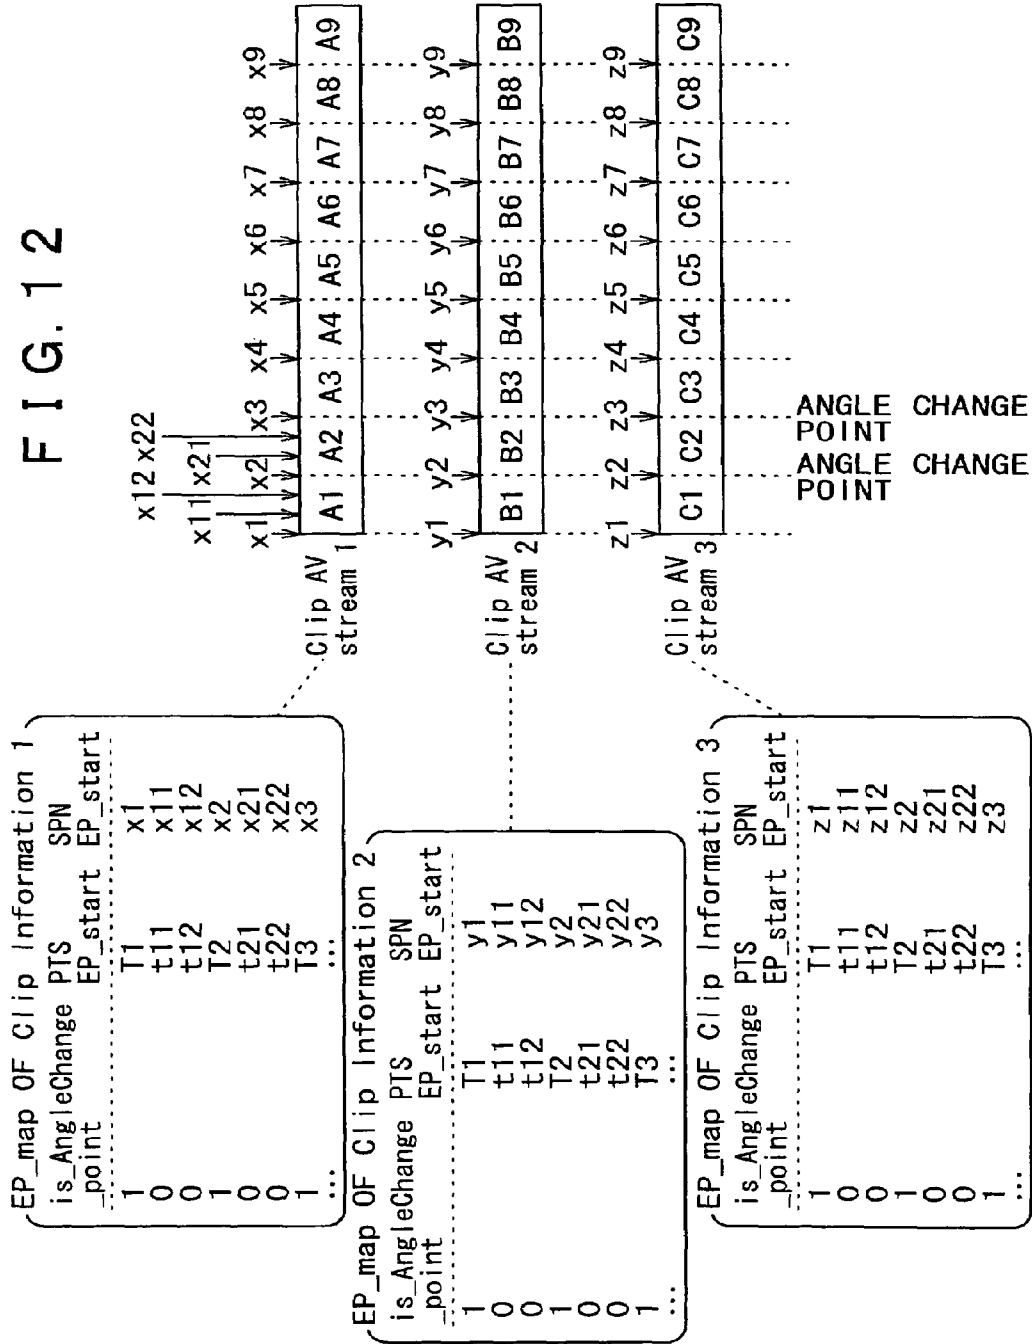 FIG.12
EP_map OF Clip Information 1
is_AngleChange PTS SPN
_point EP_start EP_start
1 T1 x1
0 t11 x11
0 t12 x12
1 T2 x2
0 t21 x21
0 t22 x22
1 T3 x3
... ...
EP_map OF Clip Information 2
is_AngleChange PTS SPN
_point EP_start EP_start
1 T1 y1
0 t11 y11
0 t12 y12
1 T2 y2
0 t21 y21
0 t22 y22
1 T3 y3
... ...
EP_map OF Clip Information 3
is_AngleChange PTS SPN
_point EP_start EP_start
1 T1 z1
0 t11 z11
0 t12 z12
1 T2 z2
0 t21 z21
0 t22 z22
1 T3 z3
... ...
x12 x22
x11 x21
x1 x2 x3 x4 x5 x6 x7 x8 x9
Clip AV
stream 1
A1 A2 A3 A4 A5 A6 A7 A8 A9
y1 y2 y3 y4 y5 y6 y7 y8 y9
Clip AV
stream 2
B1 B2 B3 B4 B5 B6 B7 B8 B9
z1 z2 z3 z4 z5 z6 z7 z8 z9
Clip AV
stream 3
C1 C2 C3 C4 C5 C6 C7 C8 C9
ANGLE CHANGE
POINT
ANGLE CHANGE
POINT